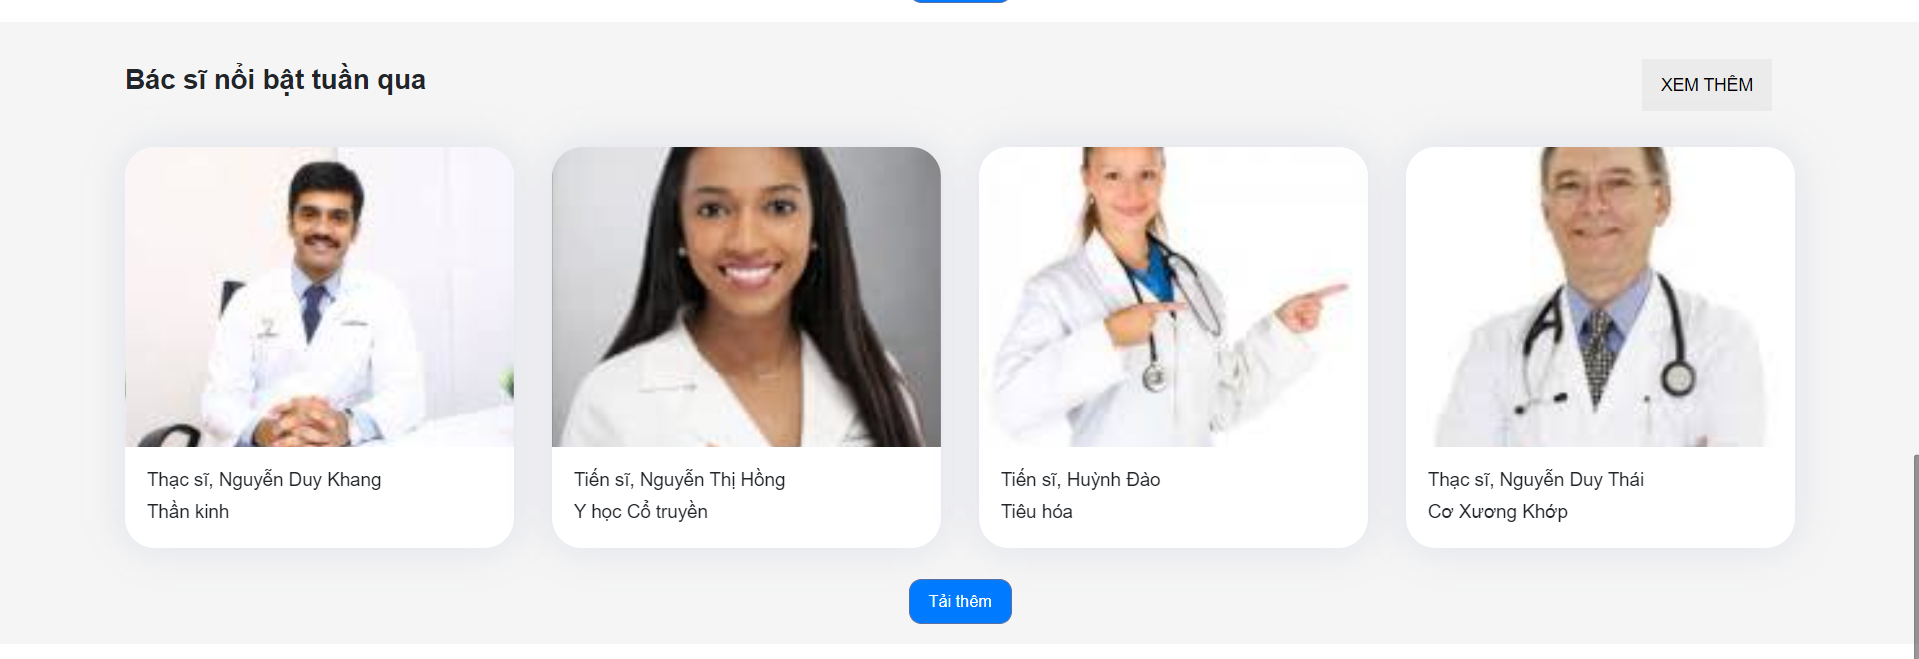 Bác sĩ nổi bật tuần qua
XEM THÊM
Thạc sĩ, Nguyễn Duy Khang
Thần kinh
Tiến sĩ, Nguyễn Thị Hồng
Y học Cổ truyền
Tiến sĩ, Huỳnh Đào
Tiêu hóa
Thạc sĩ, Nguyễn Duy Thái
Cơ Xương Khớp
Tải thêm